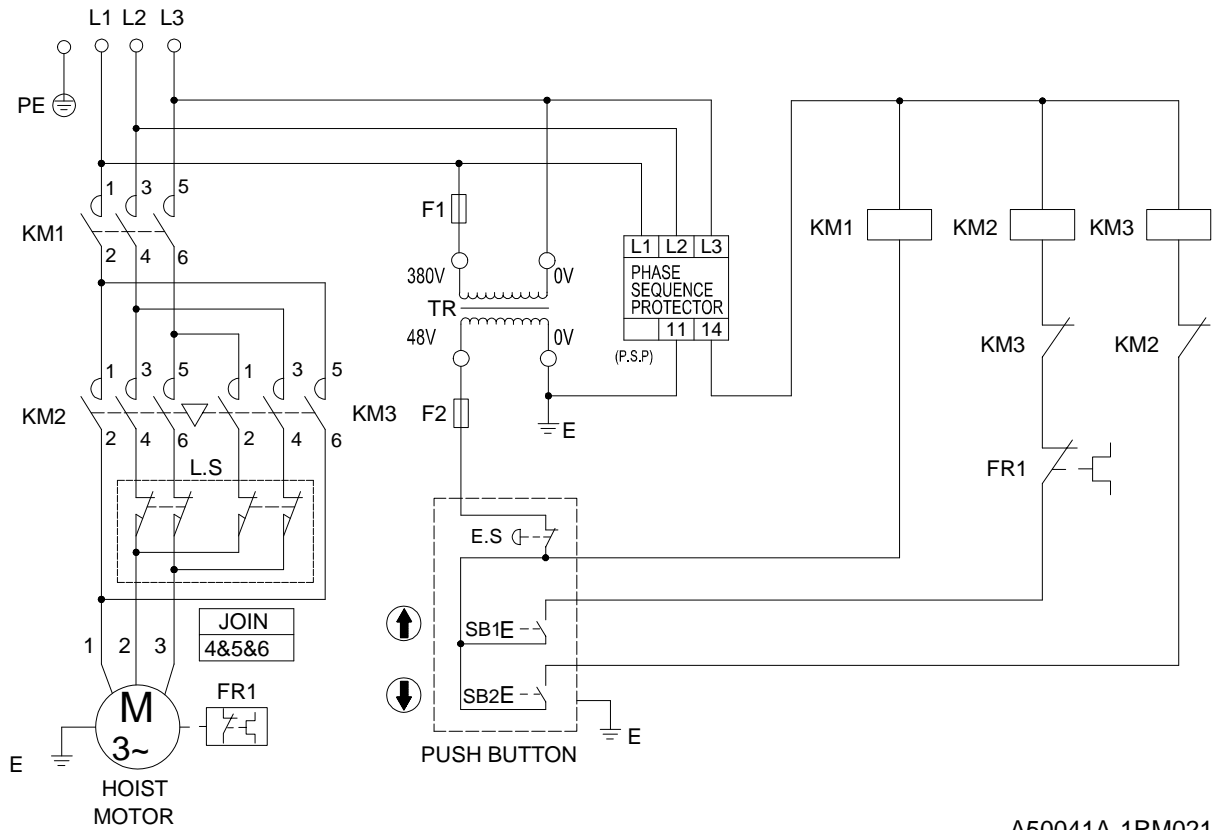 L1 L2 L3
PE
1 3 5
KM1
2 4 6
F1
380V 0V
TR
48V 0V
L1 L2 L3
PHASE
SEQUENCE
PROTECTOR
11 14
(P.S.P)
KM1 KM2 KM3
1 3 5 1 3 5
KM2 KM3
2 4 6 2 4 6
F2
E
KM3 KM2
FR1
L.S
E.S
SB1E
SB2E
E
PUSH BUTTON
JOIN
4&5&6
1 2 3
M
3~
FR1
E
HOIST
MOTOR
A50041A-1PM021